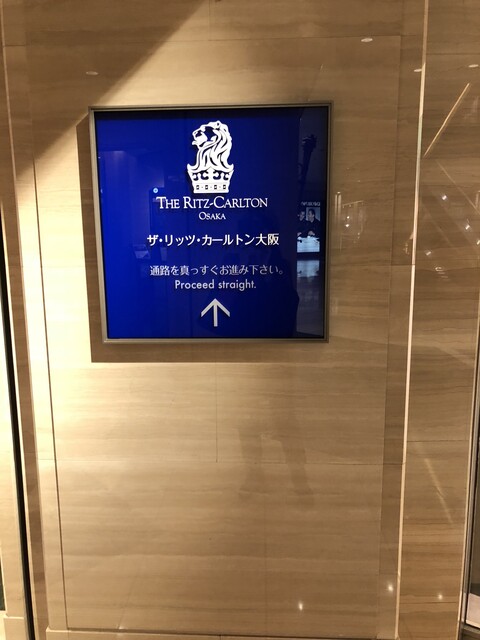 THE RITZ-CARLTON
OSAKA
ザ・リッツ・カールトン大阪
通路を真っすぐお進み下さい。
Proceed straight.